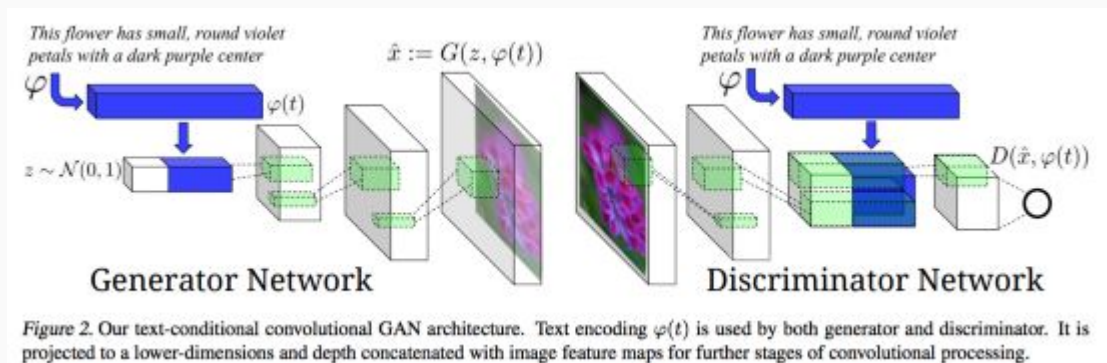 This flower has small, round violet
petals with a dark purple center
φ
φ(t)
z ∼ N(0, 1)
x̂ := G(z, φ(t))
Generator Network
This flower has small, round violet
petals with a dark purple center
φ
D(x̂, φ(t))
Discriminator Network
Figure 2. Our text-conditional convolutional GAN architecture. Text encoding φ(t) is used by both generator and discriminator. It is
projected to a lower-dimensions and depth concatenated with image feature maps for further stages of convolutional processing.